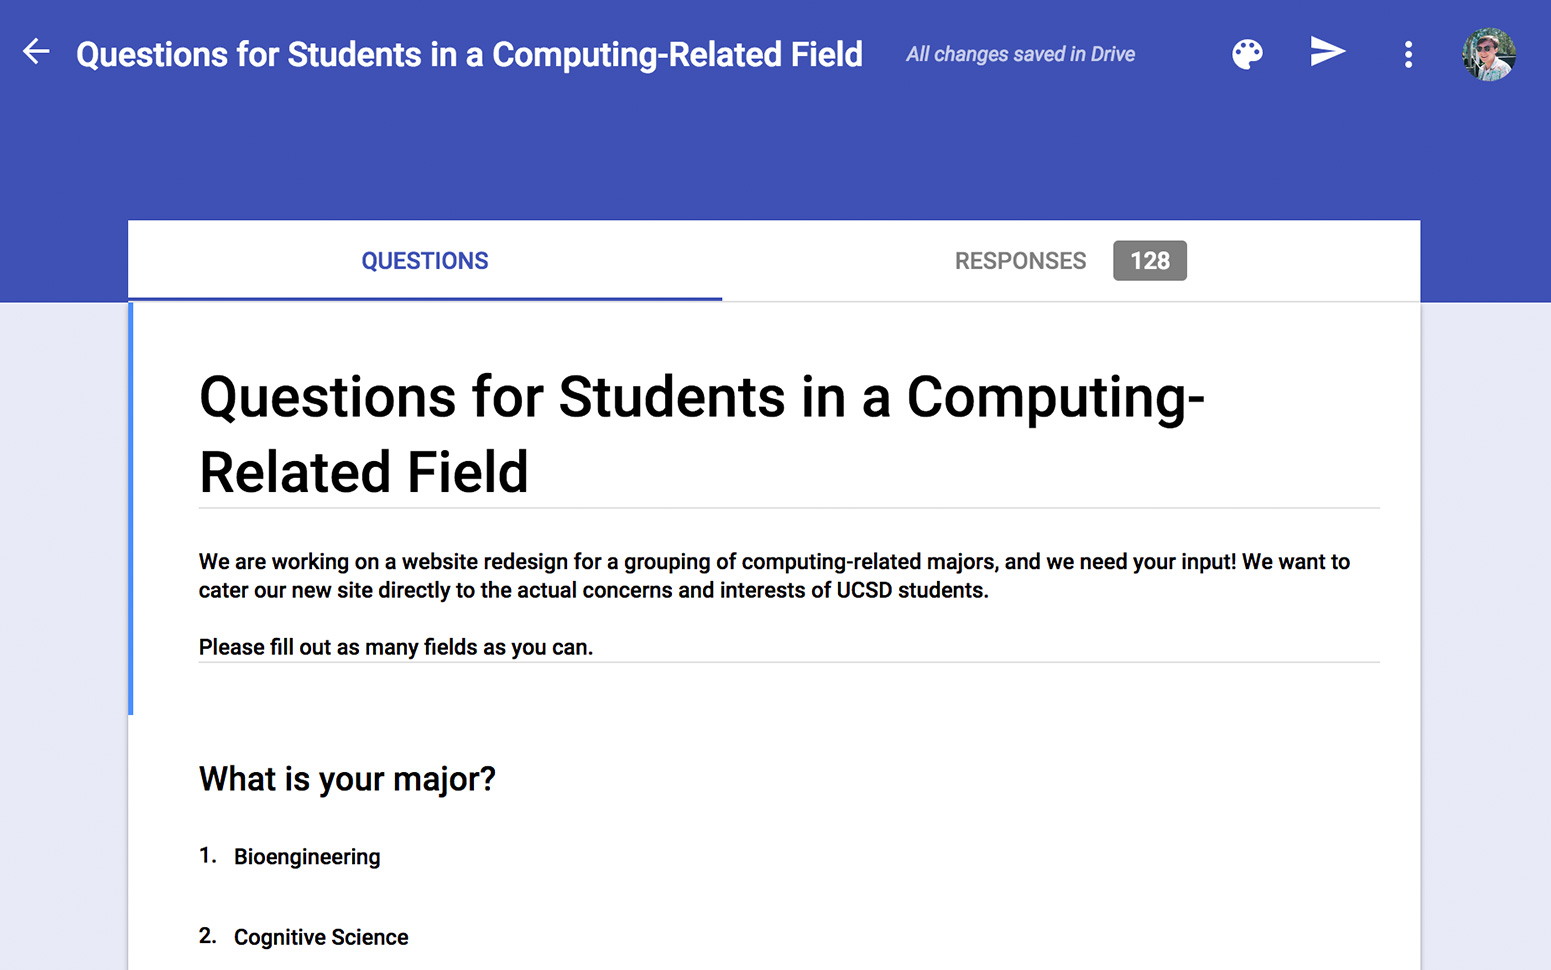 Questions for Students in a Computing-Related Field
All changes saved in Drive
QUESTIONS
RESPONSES 128
Questions for Students in a Computing-
Related Field
We are working on a website redesign for a grouping of computing-related majors, and we need your input! We want to
cater our new site directly to the actual concerns and interests of UCSD students.
Please fill out as many fields as you can.
What is your major?
1. Bioengineering
2. Cognitive Science